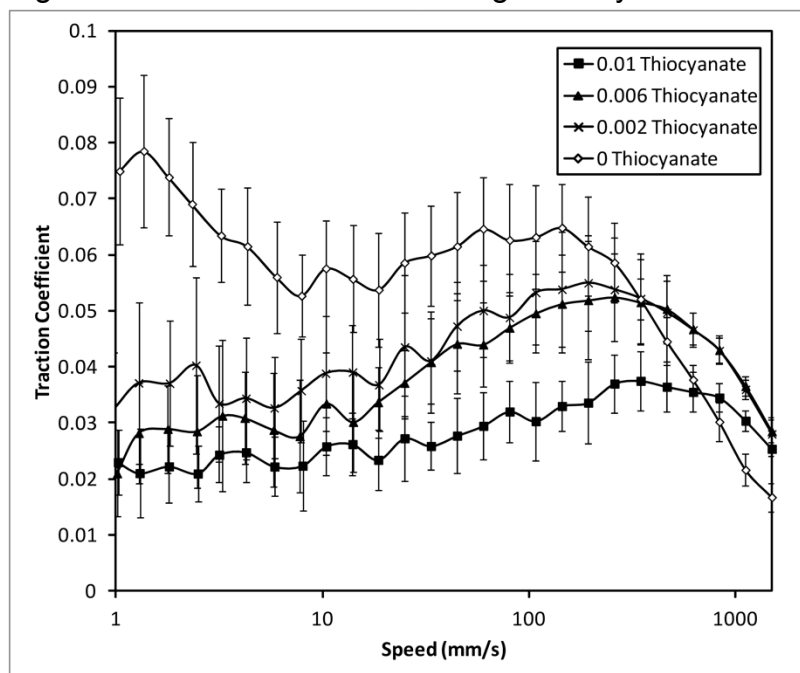 0.1
0.09
0.08
0.07
0.06
0.05
0.04
0.03
0.02
0.01
0
Traction Coefficient
0.01 Thiocyanate
0.006 Thiocyanate
0.002 Thiocyanate
0 Thiocyanate
1
10
100
1000
Speed (mm/s)